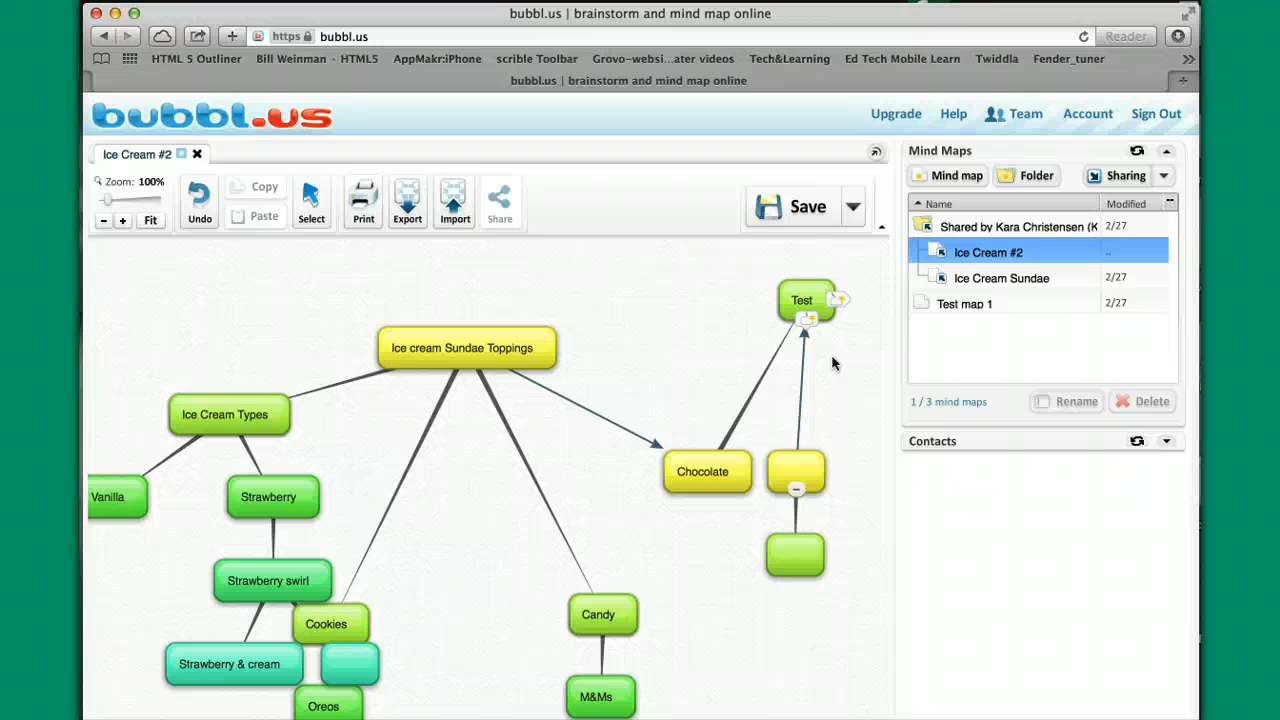 bubbl.us | brainstorm and mind map online
https bubbl.us
Reader
HTML 5 Outliner Bill Weinman - HTML5 AppMakr:iPhone scrible Toolbar Grovo-websi...ater videos Tech&Learning Ed Tech Mobile Learn Twiddla Fender_tuner
bubbl.us | brainstorm and mind map online
bubbl.us
Upgrade Help Team Account Sign Out
Ice Cream #2
Zoom: 100%
Fit
Undo
Copy
Paste
Select
Print
Export
Import
Share
Save
Mind Maps
Mind map Folder Sharing
Name Modified
Shared by Kara Christensen (K 2/27
Ice Cream #2 ..
Ice Cream Sundae 2/27
Test map 1 2/27
1 / 3 mind maps Rename Delete
Contacts
Test
Ice cream Sundae Toppings
Ice Cream Types
Chocolate
Vanilla
Strawberry
Strawberry swirl
Cookies
Candy
Strawberry & cream
Oreos
M&Ms